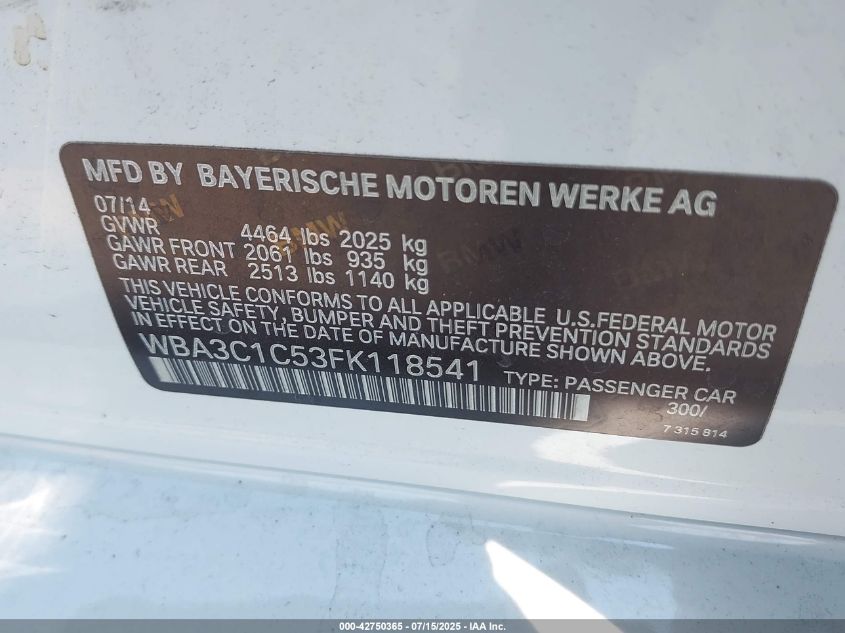 MFD BY BAYERISCHE MOTOREN WERKE AG
07/14
GVWR 4464 lbs 2025 kg
GAWR FRONT 2061 lbs 935 kg
GAWR REAR 2513 lbs 1140 kg
THIS VEHICLE CONFORMS TO ALL APPLICABLE U.S.FEDERAL MOTOR
VEHICLE SAFETY, BUMPER AND THEFT PREVENTION STANDARDS
IN EFFECT ON THE DATE OF MANUFACTURE SHOWN ABOVE.
WBA3C1C53FK118541 TYPE: PASSENGER CAR
300/
7 315 814
000-42750365 - 07/15/2025 - IAA Inc.